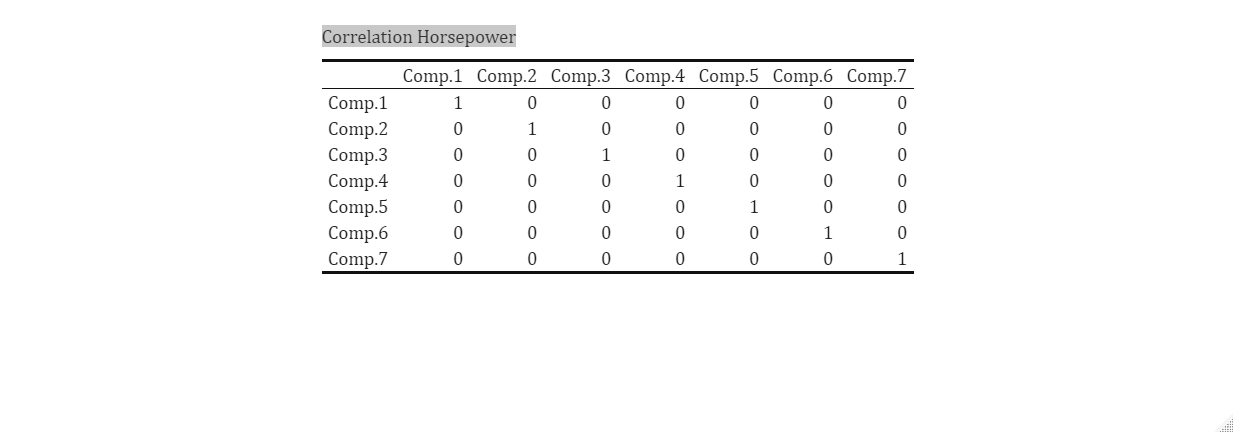 Correlation Horsepower
Comp.1 Comp.2 Comp.3 Comp.4 Comp.5 Comp.6 Comp.7
Comp.1 1 0 0 0 0 0 0
Comp.2 0 1 0 0 0 0 0
Comp.3 0 0 1 0 0 0 0
Comp.4 0 0 0 1 0 0 0
Comp.5 0 0 0 0 1 0 0
Comp.6 0 0 0 0 0 1 0
Comp.7 0 0 0 0 0 0 1